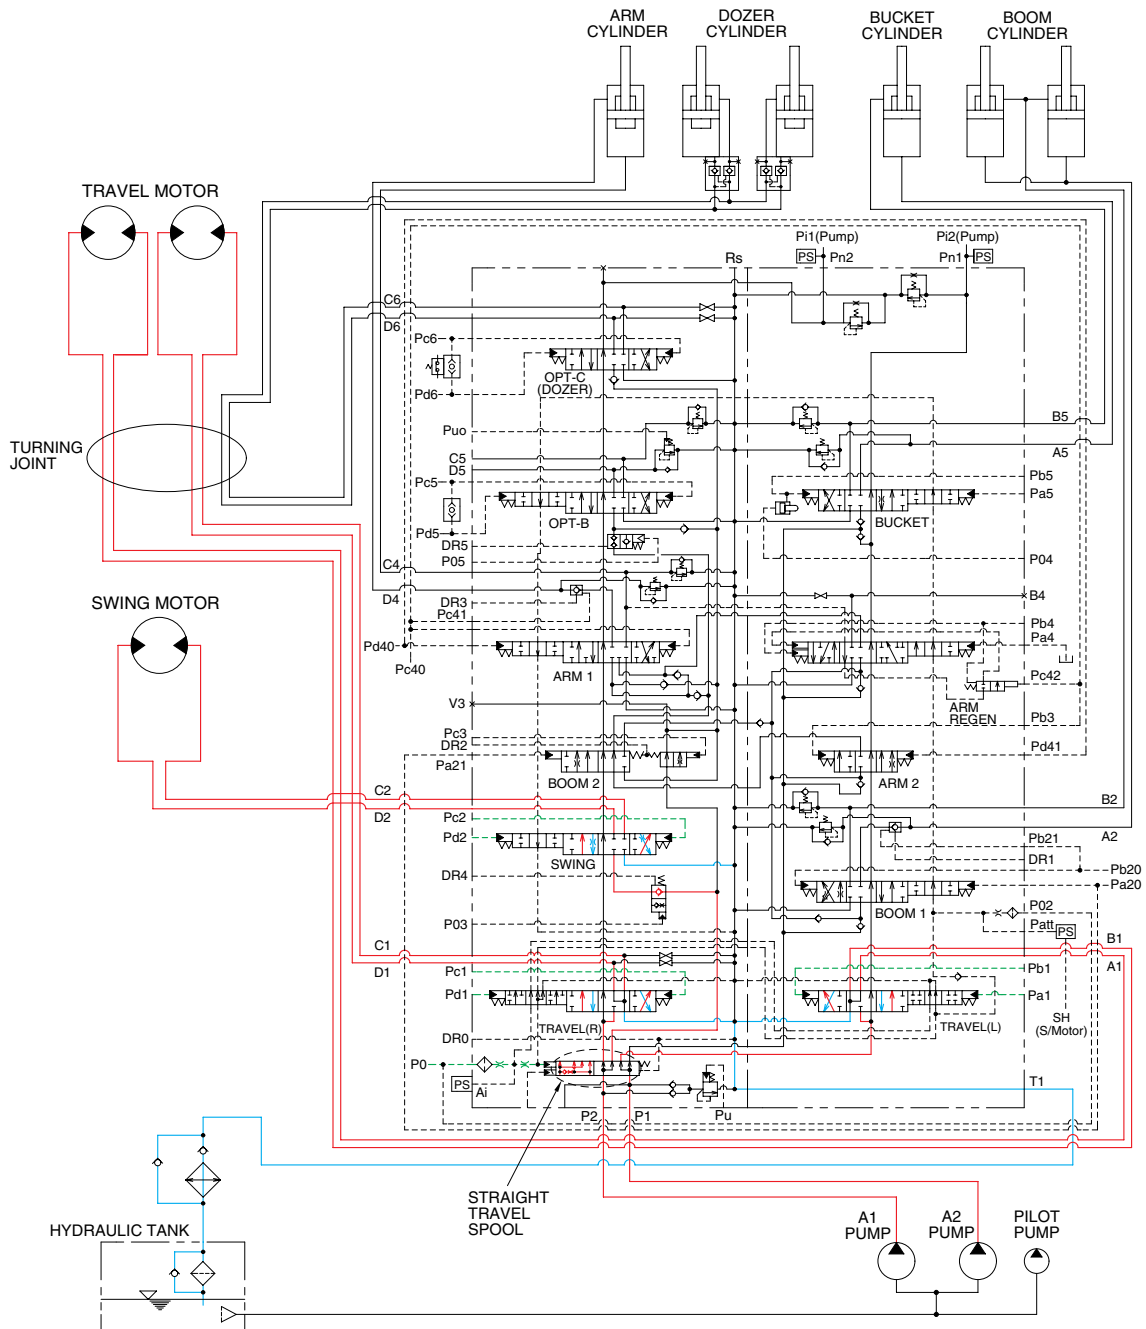 ARM
CYLINDER
DOZER
CYLINDER
BUCKET
CYLINDER
BOOM
CYLINDER
TRAVEL MOTOR
Pi1(Pump)
Pi2(Pump)
PS
Pn2
Rs
Pn1
PS
C6
D6
Pc6
Pd6
OPT-C
(DOZER)
TURNING
JOINT
Puo
C5
D5
Pc5
Pd5
OPT-B
DR5
P05
B5
A5
Pb5
Pa5
BUCKET
P04
C4
D4
DR3
Pc41
Pd40
Pc40
ARM 1
B4
Pb4
Pa4
Pc42
ARM
REGEN
SWING MOTOR
V3
Pc3
DR2
Pa21
BOOM 2
Pb3
Pd41
ARM 2
C2
D2
Pc2
Pd2
SWING
DR4
P03
B2
A2
Pb21
DR1
Pb20
Pa20
BOOM 1
P02
Patt
PS
C1
D1
Pc1
Pd1
TRAVEL(R)
DR0
P0
PS
Ai
B1
A1
Pb1
Pa1
TRAVEL(L)
SH
(S/Motor)
T1
P2
P1
Pu
STRAIGHT
TRAVEL
SPOOL
HYDRAULIC TANK
A1
PUMP
A2
PUMP
PILOT
PUMP